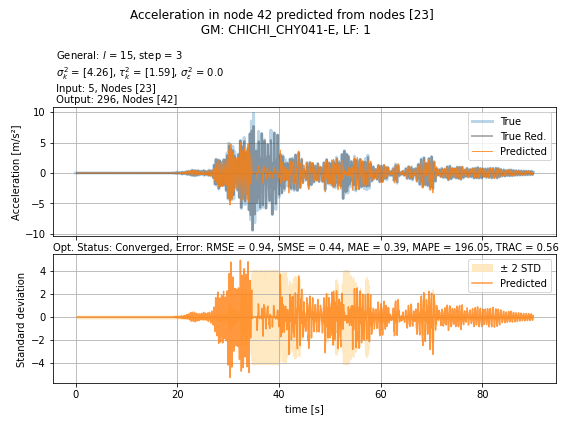 Acceleration in node 42 predicted from nodes [23]
GM: CHICHI_CHY041-E, LF: 1
General: l = 15, step = 3
σ²ₖ = [4.26], τ²ₖ = [1.59], σ²ε = 0.0
Input: 5, Nodes [23]
Output: 296, Nodes [42]
Acceleration [m/s²]
10
5
0
−5
−10
True
True Red.
Predicted
Opt. Status: Converged, Error: RMSE = 0.94, SMSE = 0.44, MAE = 0.39, MAPE = 196.05, TRAC = 0.56
Standard deviation
4
2
0
−2
−4
± 2 STD
Predicted
0 20 40 60 80
time [s]